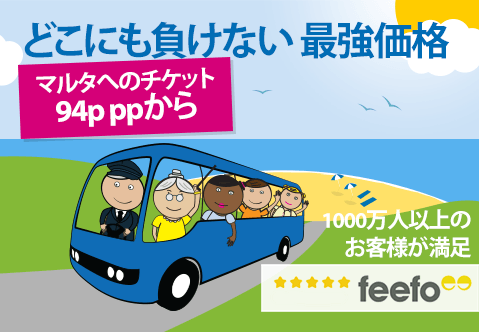 どこにも負けない 最強価格
マルタへのチケット
94p ppから
1000万人以上の
お客様が満足
feefo